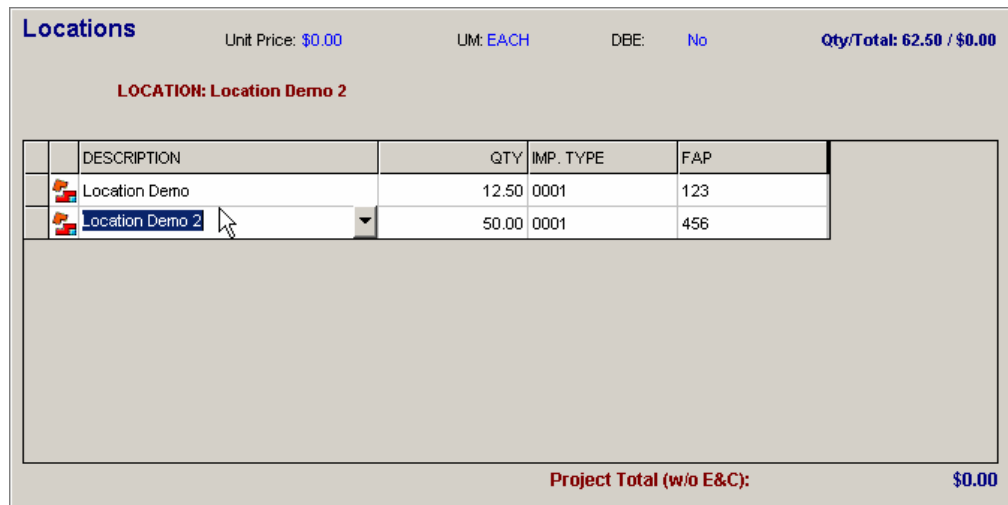 Locations Unit Price: $0.00 UM: EACH DBE: No Qty/Total: 62.50 / $0.00
LOCATION: Location Demo 2
DESCRIPTION QTY IMP. TYPE FAP
Location Demo 12.50 0001 123
Location Demo 2 50.00 0001 456
Project Total (w/o E&C): $0.00